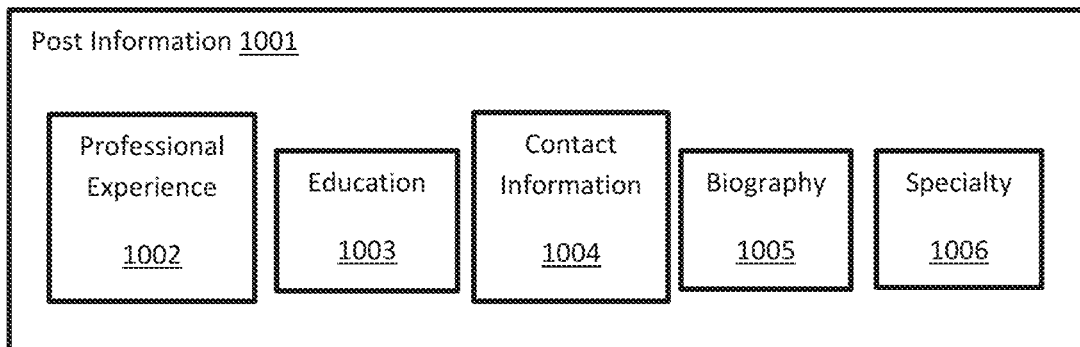 Post Information 1001
Professional
Experience
1002
Education
1003
Contact
Information
1004
Biography
1005
Specialty
1006